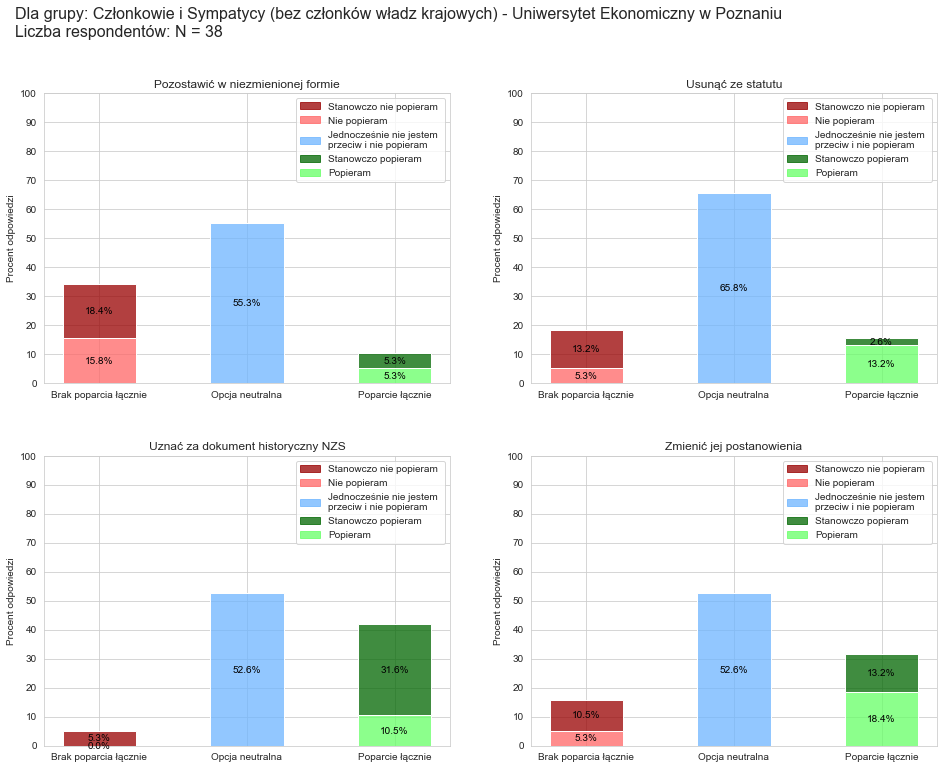 Dla grupy: Członkowie i Sympatycy (bez członków władz krajowych) - Uniwersytet Ekonomiczny w Poznaniu
Liczba respondentów: N = 38
Pozostawić w niezmienionej formie
100
90
80
70
60
50
40
30
20
10
0
Procent odpowiedzi
Stanowczo nie popieram
Nie popieram
Jednocześnie nie jestem
przeciw i nie popieram
Stanowczo popieram
Popieram
18.4%
15.8%
55.3%
5.3%
5.3%
Brak poparcia łącznie
Opcja neutralna
Poparcie łącznie
Usunąć ze statutu
100
90
80
70
60
50
40
30
20
10
0
Procent odpowiedzi
Stanowczo nie popieram
Nie popieram
Jednocześnie nie jestem
przeciw i nie popieram
Stanowczo popieram
Popieram
13.2%
5.3%
65.8%
2.6%
13.2%
Brak poparcia łącznie
Opcja neutralna
Poparcie łącznie
Uznać za dokument historyczny NZS
100
90
80
70
60
50
40
30
20
10
0
Procent odpowiedzi
Stanowczo nie popieram
Nie popieram
Jednocześnie nie jestem
przeciw i nie popieram
Stanowczo popieram
Popieram
5.3%
0.0%
52.6%
31.6%
10.5%
Brak poparcia łącznie
Opcja neutralna
Poparcie łącznie
Zmienić jej postanowienia
100
90
80
70
60
50
40
30
20
10
0
Procent odpowiedzi
Stanowczo nie popieram
Nie popieram
Jednocześnie nie jestem
przeciw i nie popieram
Stanowczo popieram
Popieram
10.5%
5.3%
52.6%
13.2%
18.4%
Brak poparcia łącznie
Opcja neutralna
Poparcie łącznie